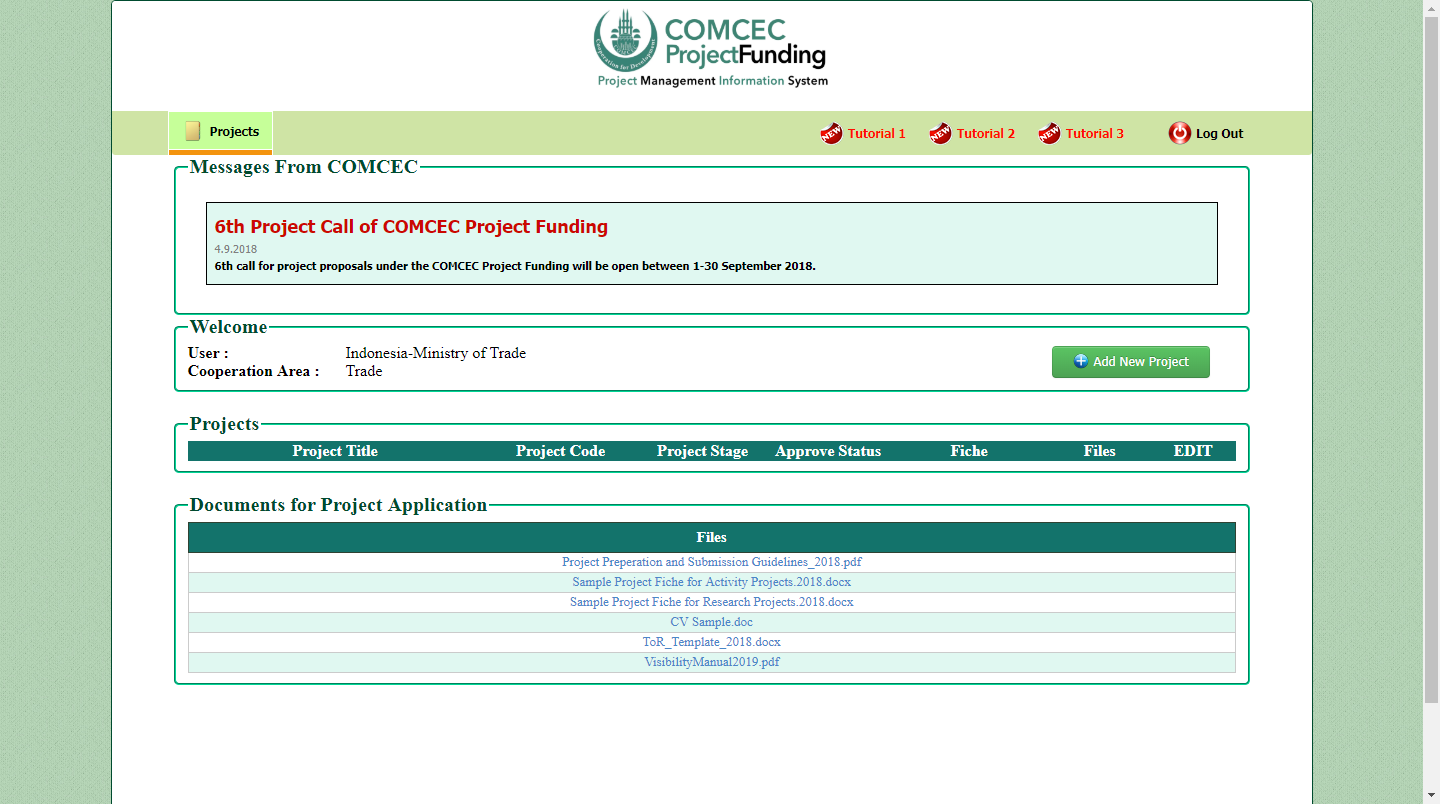 COMCEC
ProjectFunding
Cooperation for Development
Project Management Information System
Projects
NEW Tutorial 1 NEW Tutorial 2 NEW Tutorial 3 Log Out
Messages From COMCEC
6th Project Call of COMCEC Project Funding
4.9.2018
6th call for project proposals under the COMCEC Project Funding will be open between 1-30 September 2018.
Welcome
User : Indonesia-Ministry of Trade
Cooperation Area : Trade
Add New Project
Projects
Project Title Project Code Project Stage Approve Status Fiche Files EDIT
Documents for Project Application
Files
Project Preperation and Submission Guidelines_2018.pdf
Sample Project Fiche for Activity Projects.2018.docx
Sample Project Fiche for Research Projects.2018.docx
CV Sample.doc
ToR_Template_2018.docx
VisibilityManual2019.pdf